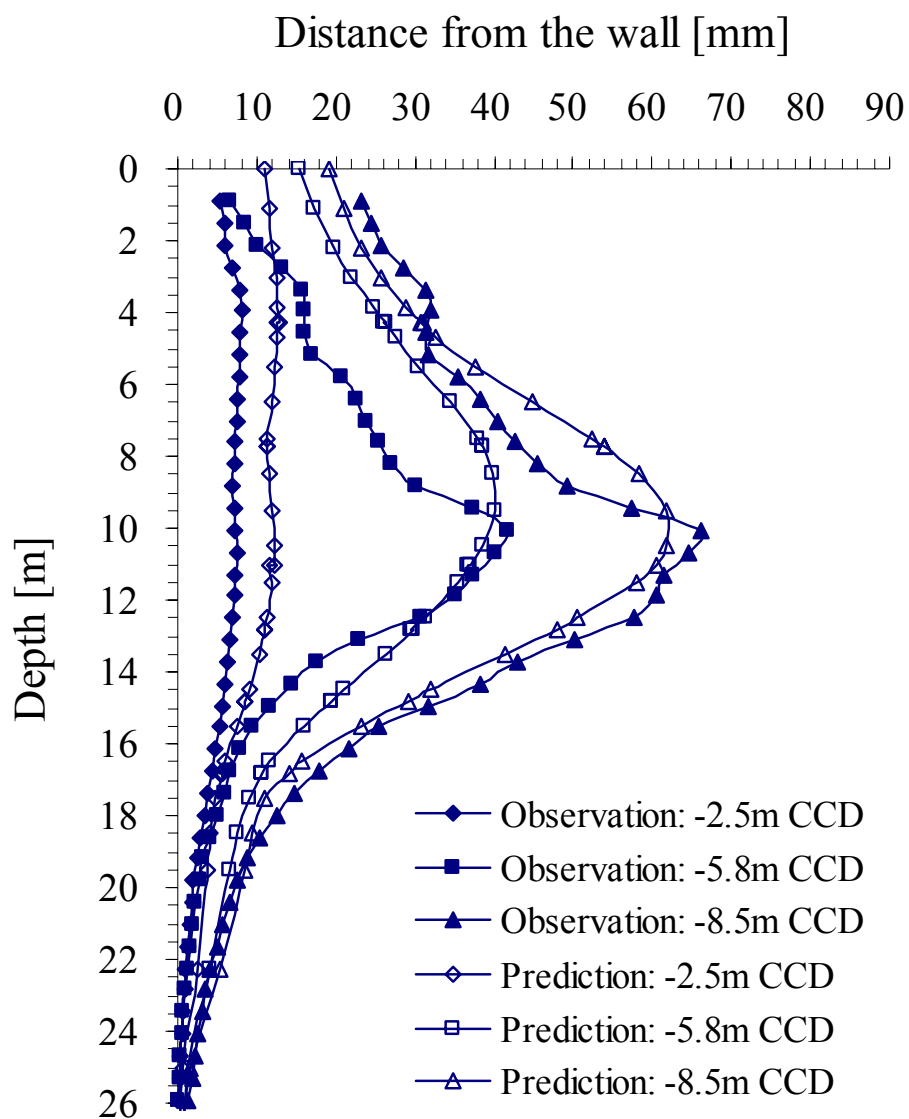 Distance from the wall [mm]
0 10 20 30 40 50 60 70 80 90
Depth [m]
0
2
4
6
8
10
12
14
16
18
20
22
24
26
Observation: -2.5m CCD
Observation: -5.8m CCD
Observation: -8.5m CCD
Prediction: -2.5m CCD
Prediction: -5.8m CCD
Prediction: -8.5m CCD